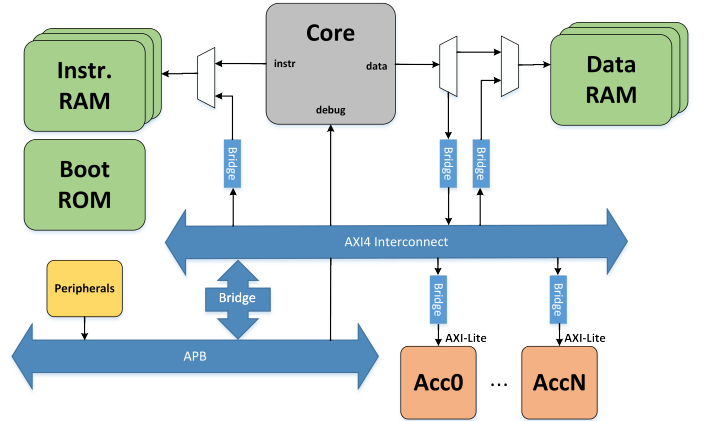 Core
instr
data
debug
Instr.
RAM
Data
RAM
Boot
ROM
Bridge
Bridge
Bridge
AXI4 Interconnect
Peripherals
Bridge
Bridge
Bridge
AXI-Lite
AXI-Lite
APB
Acc0
...
AccN